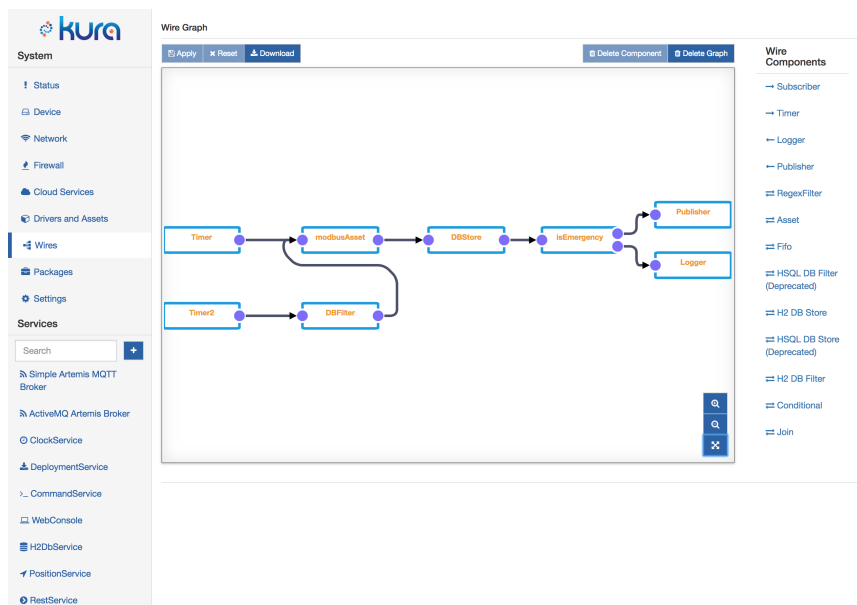 kura
System
Status
Device
Network
Firewall
Cloud Services
Drivers and Assets
Wires
Packages
Settings
Services
Search
+
Simple Artemis MQTT
Broker
ActiveMQ Artemis Broker
ClockService
DeploymentService
CommandService
WebConsole
H2DbService
PositionService
RestService
Wire Graph
Apply
Reset
Download
Delete Component
Delete Graph
Timer
modbusAsset
DBStore
isEmergency
Publisher
Logger
Timer2
DBFilter
Wire
Components
Subscriber
Timer
Logger
Publisher
RegexFilter
Asset
Fifo
HSQL DB Filter
(Deprecated)
H2 DB Store
HSQL DB Store
(Deprecated)
H2 DB Filter
Conditional
Join